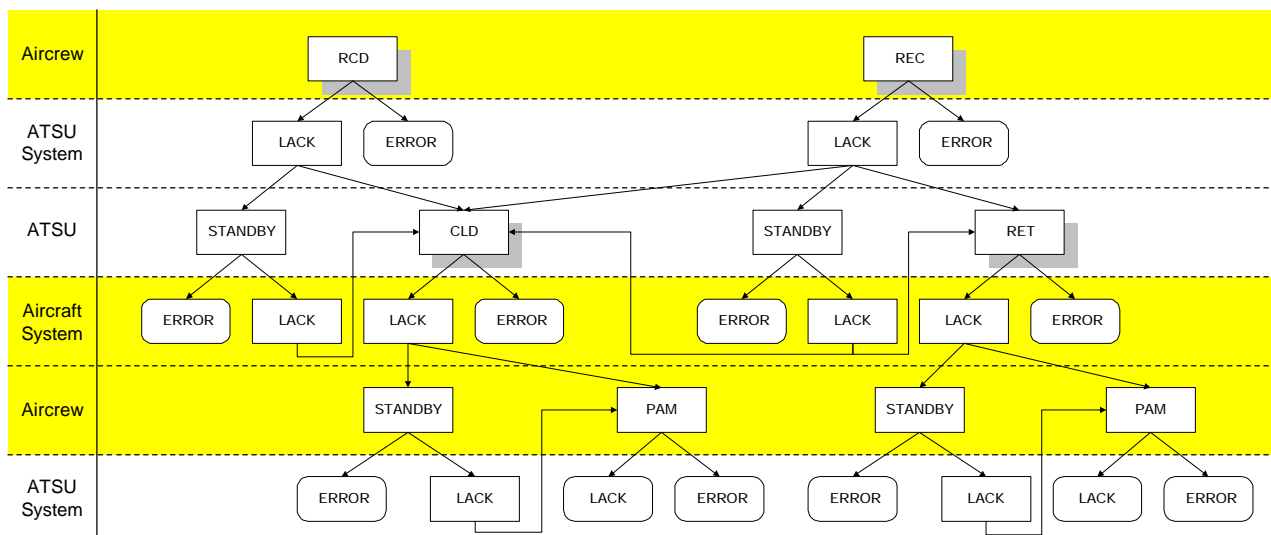 Aircrew
RCD
REC
ATSU
System
LACK
ERROR
LACK
ERROR
ATSU
STANDBY
CLD
STANDBY
RET
Aircraft
System
ERROR
LACK
LACK
ERROR
ERROR
LACK
LACK
ERROR
Aircrew
STANDBY
PAM
STANDBY
PAM
ATSU
System
ERROR
LACK
LACK
ERROR
ERROR
LACK
LACK
ERROR